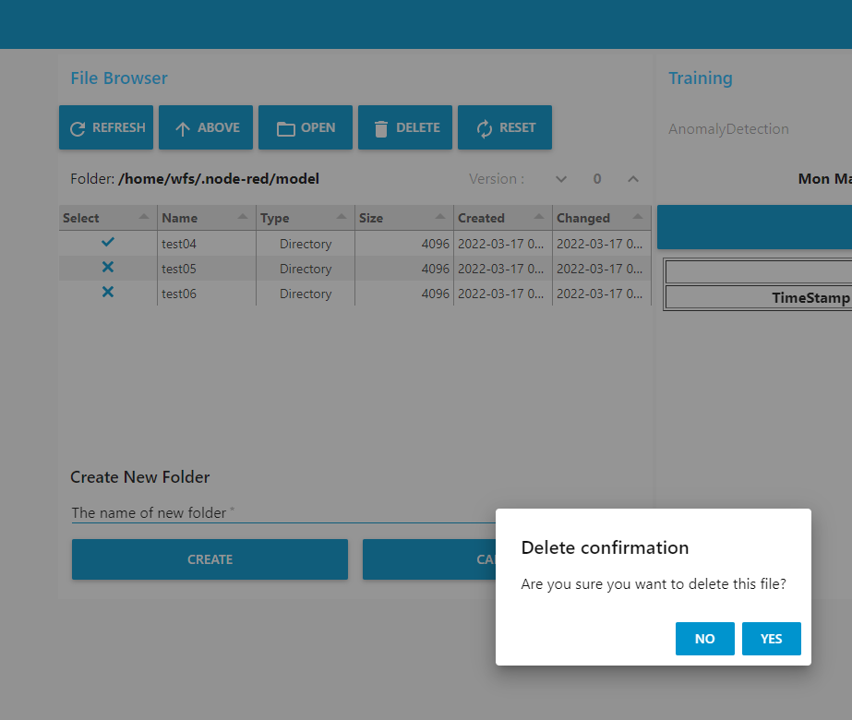 File Browser
Training
REFRESH ABOVE OPEN DELETE RESET
AnomalyDetection
Folder: /home/wfs/.node-red/model Version : 0
Mon Ma
Select Name Type Size Created Changed
test04 Directory 4096 2022-03-17 0... 2022-03-17 0...
test05 Directory 4096 2022-03-17 0... 2022-03-17 0...
test06 Directory 4096 2022-03-17 0... 2022-03-17 0...
TimeStamp
Create New Folder
The name of new folder *
CREATE CA
Delete confirmation
Are you sure you want to delete this file?
NO YES